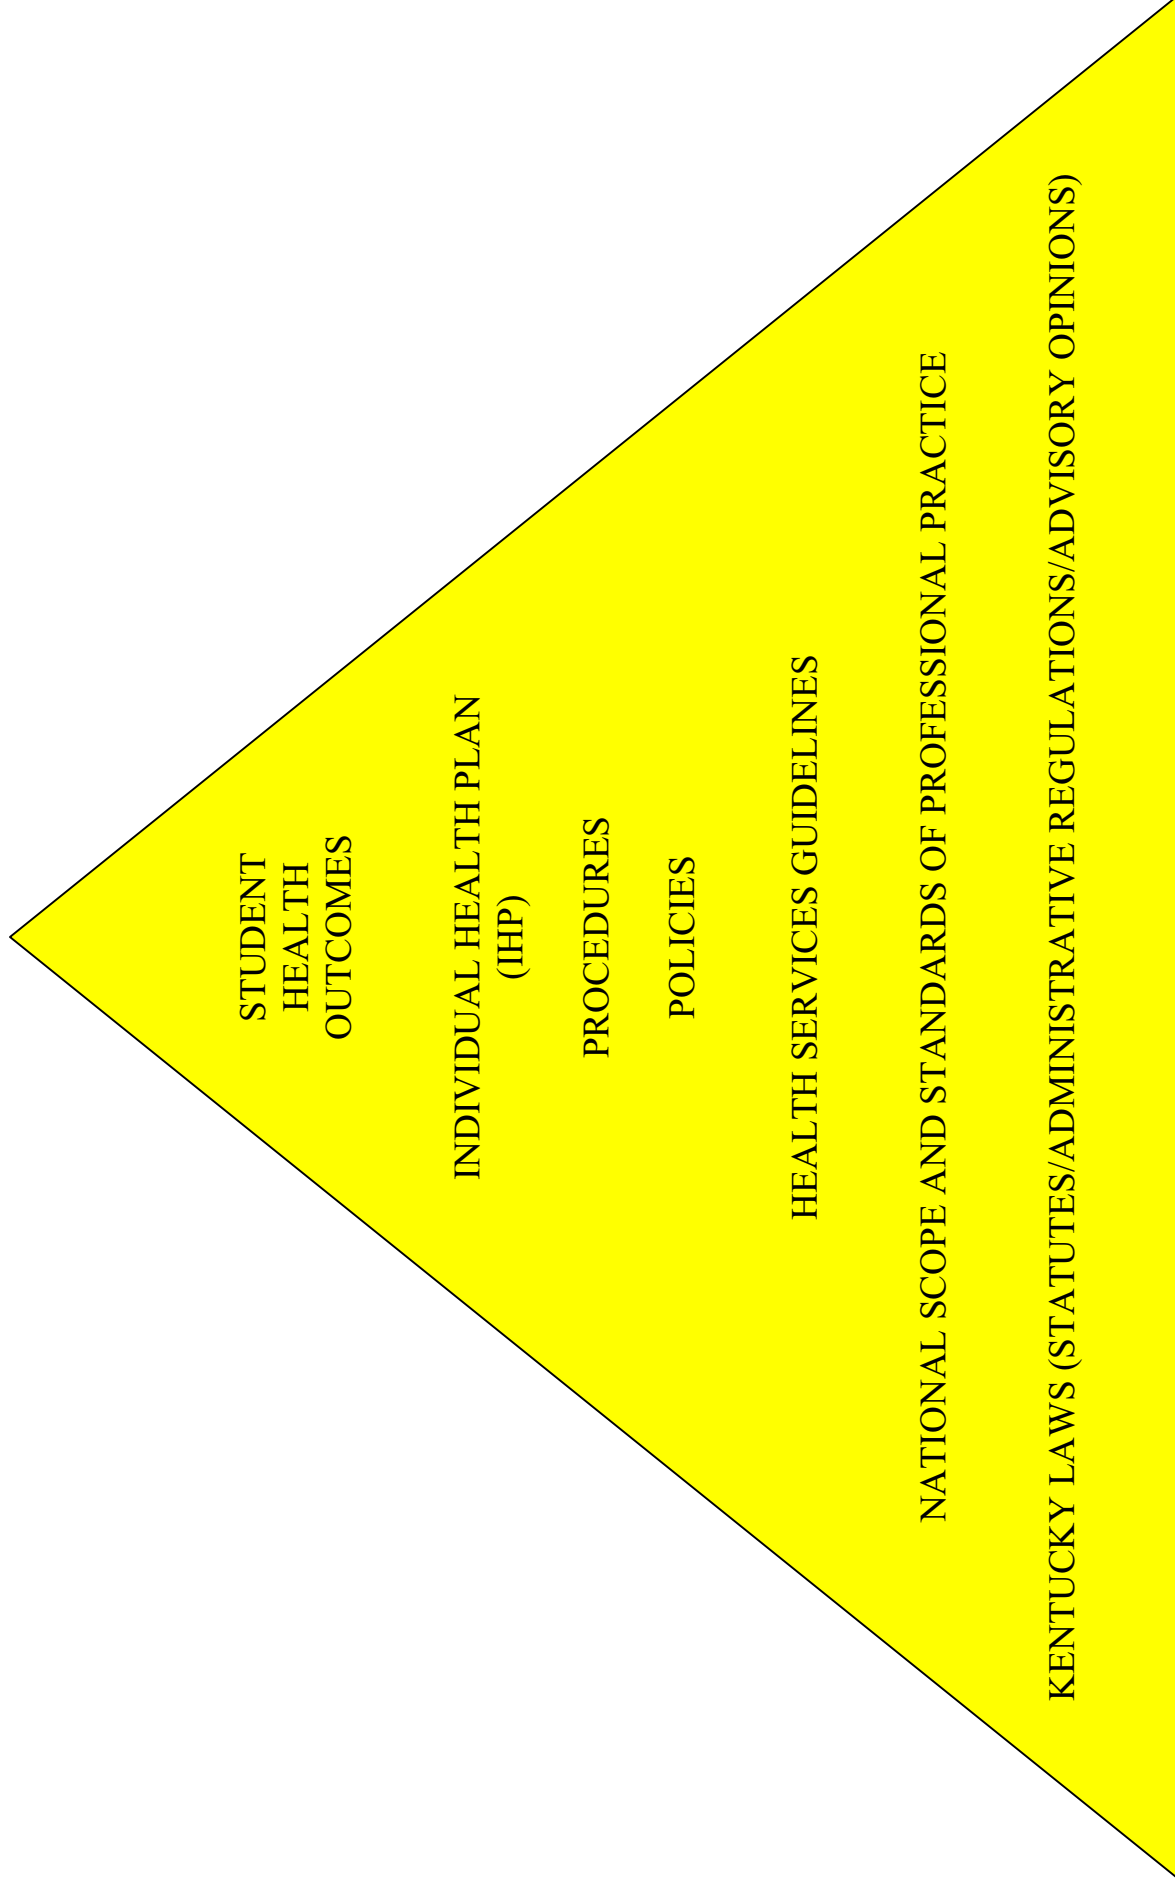 STUDENT
HEALTH
OUTCOMES
INDIVIDUAL HEALTH PLAN
(IHP)
PROCEDURES
POLICIES
HEALTH SERVICES GUIDELINES
NATIONAL SCOPE AND STANDARDS OF PROFESSIONAL PRACTICE
KENTUCKY LAWS (STATUTES/ADMINISTRATIVE REGULATIONS/ADVISORY OPINIONS)